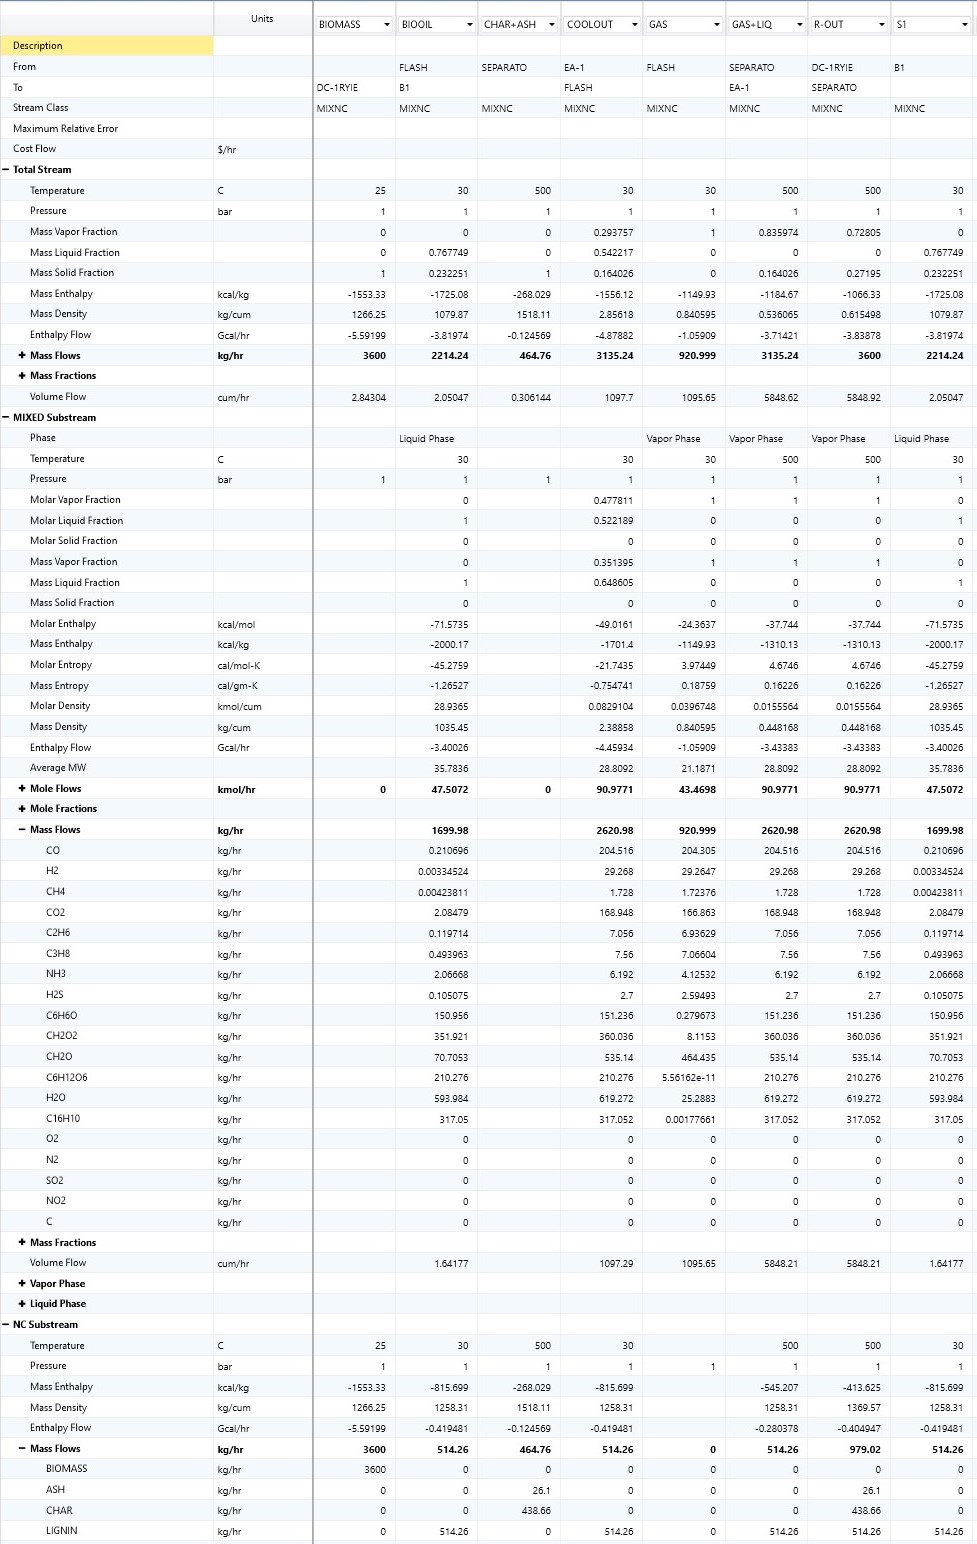 Units BIOMASS BIOOIL CHAR+ASH COOLOUT GAS GAS+LIQ R-OUT S1
Description
From FLASH SEPARATO EA-1 FLASH SEPARATO DC-1RYIE B1
To DC-1RYIE B1 FLASH EA-1 SEPARATO
Stream Class MIXNC MIXNC MIXNC MIXNC MIXNC MIXNC MIXNC MIXNC
Maximum Relative Error
Cost Flow $/hr
− Total Stream
Temperature C 25 30 500 30 30 500 500 30
Pressure bar 1 1 1 1 1 1 1 1
Mass Vapor Fraction 0 0 0 0.293757 1 0.835974 0.72805 0
Mass Liquid Fraction 0 0.767749 0 0.542217 0 0 0 0.767749
Mass Solid Fraction 1 0.232251 1 0.164026 0 0.164026 0.27195 0.232251
Mass Enthalpy kcal/kg -1553.33 -1725.08 -268.029 -1556.12 -1149.93 -1184.67 -1066.33 -1725.08
Mass Density kg/cum 1266.25 1079.87 1518.11 2.85618 0.840595 0.536065 0.615498 1079.87
Enthalpy Flow Gcal/hr -5.59199 -3.81974 -0.124569 -4.87882 -1.05909 -3.71421 -3.83878 -3.81974
+ Mass Flows kg/hr 3600 2214.24 464.76 3135.24 920.999 3135.24 3600 2214.24
+ Mass Fractions
Volume Flow cum/hr 2.84304 2.05047 0.306144 1097.7 1095.65 5848.62 5848.92 2.05047
− MIXED Substream
Phase Liquid Phase Vapor Phase Vapor Phase Vapor Phase Liquid Phase
Temperature C 30 30 30 500 500 30
Pressure bar 1 1 1 1 1 1 1 1
Molar Vapor Fraction 0 0.477811 1 1 1 0
Molar Liquid Fraction 1 0.522189 0 0 0 1
Molar Solid Fraction 0 0 0 0 0 0
Mass Vapor Fraction 0 0.351395 1 1 1 0
Mass Liquid Fraction 1 0.648605 0 0 0 1
Mass Solid Fraction 0 0 0 0 0 0
Molar Enthalpy kcal/mol -71.5735 -49.0161 -24.3637 -37.744 -37.744 -71.5735
Mass Enthalpy kcal/kg -2000.17 -1701.4 -1149.93 -1310.13 -1310.13 -2000.17
Molar Entropy cal/mol-K -45.2759 -21.7435 3.97449 4.6746 4.6746 -45.2759
Mass Entropy cal/gm-K -1.26527 -0.754741 0.18759 0.16226 0.16226 -1.26527
Molar Density kmol/cum 28.9365 0.0829104 0.0396748 0.0155564 0.0155564 28.9365
Mass Density kg/cum 1035.45 2.38858 0.840595 0.448168 0.448168 1035.45
Enthalpy Flow Gcal/hr -3.40026 -4.45934 -1.05909 -3.43383 -3.43383 -3.40026
Average MW 35.7836 28.8092 21.1871 28.8092 28.8092 35.7836
+ Mole Flows kmol/hr 0 47.5072 0 90.9771 43.4698 90.9771 90.9771 47.5072
+ Mole Fractions
− Mass Flows kg/hr 1699.98 2620.98 920.999 2620.98 2620.98 1699.98
CO kg/hr 0.210696 204.516 204.305 204.516 204.516 0.210696
H2 kg/hr 0.00334524 29.268 29.2647 29.268 29.268 0.00334524
CH4 kg/hr 0.00423811 1.728 1.72376 1.728 1.728 0.00423811
CO2 kg/hr 2.08479 168.948 166.863 168.948 168.948 2.08479
C2H6 kg/hr 0.119714 7.056 6.93629 7.056 7.056 0.119714
C3H8 kg/hr 0.493963 7.56 7.06604 7.56 7.56 0.493963
NH3 kg/hr 2.06668 6.192 4.12532 6.192 6.192 2.06668
H2S kg/hr 0.105075 2.7 2.59493 2.7 2.7 0.105075
C6H6O kg/hr 150.956 151.236 0.279673 151.236 151.236 150.956
CH2O2 kg/hr 351.921 360.036 8.1153 360.036 360.036 351.921
CH2O kg/hr 70.7053 535.14 464.435 535.14 535.14 70.7053
C6H12O6 kg/hr 210.276 210.276 5.56162e-11 210.276 210.276 210.276
H2O kg/hr 593.984 619.272 25.2883 619.272 619.272 593.984
C16H10 kg/hr 317.05 317.052 0.00177661 317.052 317.052 317.05
O2 kg/hr 0 0 0 0 0 0
N2 kg/hr 0 0 0 0 0 0
SO2 kg/hr 0 0 0 0 0 0
NO2 kg/hr 0 0 0 0 0 0
C kg/hr 0 0 0 0 0 0
+ Mass Fractions
Volume Flow cum/hr 1.64177 1097.29 1095.65 5848.21 5848.21 1.64177
+ Vapor Phase
+ Liquid Phase
− NC Substream
Temperature C 25 30 500 30 500 500 30
Pressure bar 1 1 1 1 1 1 1 1
Mass Enthalpy kcal/kg -1553.33 -815.699 -268.029 -815.699 -545.207 -413.625 -815.699
Mass Density kg/cum 1266.25 1258.31 1518.11 1258.31 1258.31 1369.57 1258.31
Enthalpy Flow Gcal/hr -5.59199 -0.419481 -0.124569 -0.419481 -0.280378 -0.404947 -0.419481
− Mass Flows kg/hr 3600 514.26 464.76 514.26 0 514.26 979.02 514.26
BIOMASS kg/hr 3600 0 0 0 0 0 0 0
ASH kg/hr 0 0 26.1 0 0 0 26.1 0
CHAR kg/hr 0 0 438.66 0 0 0 438.66 0
LIGNIN kg/hr 0 514.26 0 514.26 0 514.26 514.26 514.26